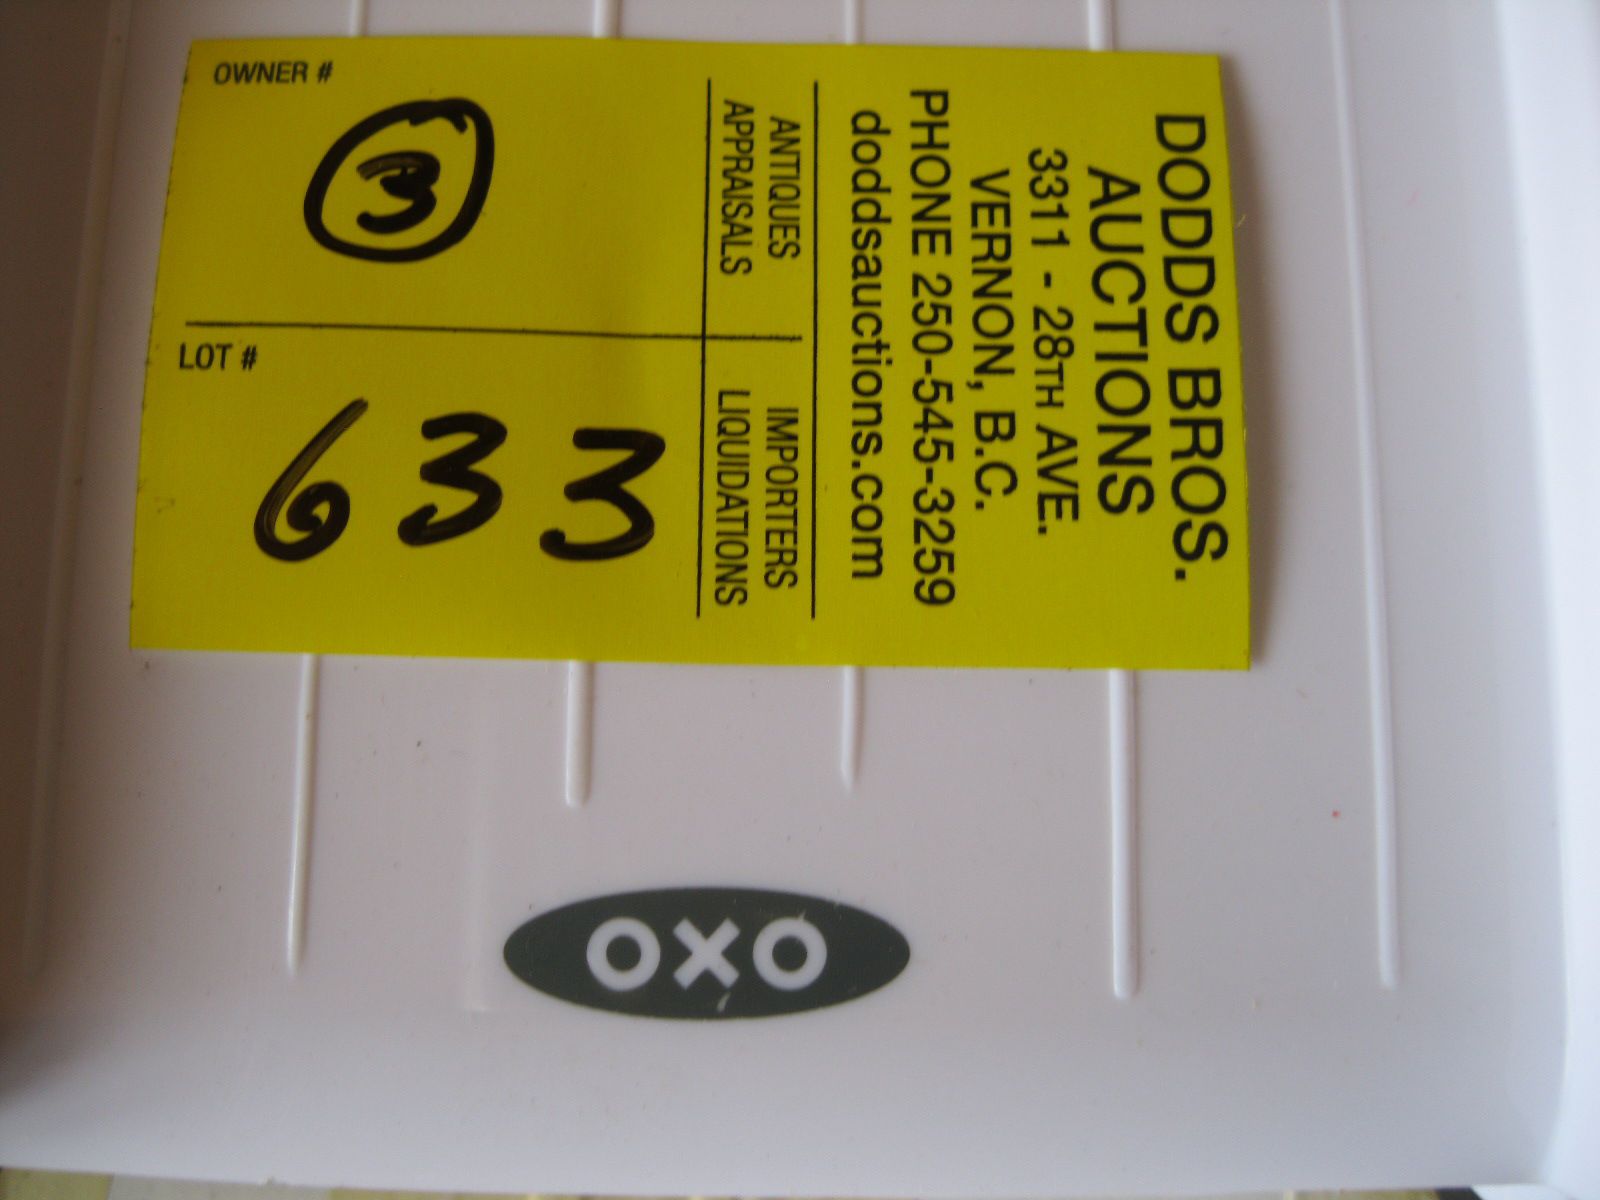 DODDS BROS.
AUCTIONS
3311 - 28TH AVE.
VERNON, B.C.
PHONE 250-545-3259
doddsauctions.com
ANTIQUES IMPORTERS
APPRAISALS LIQUIDATIONS
OWNER #
3
LOT #
633
OXO